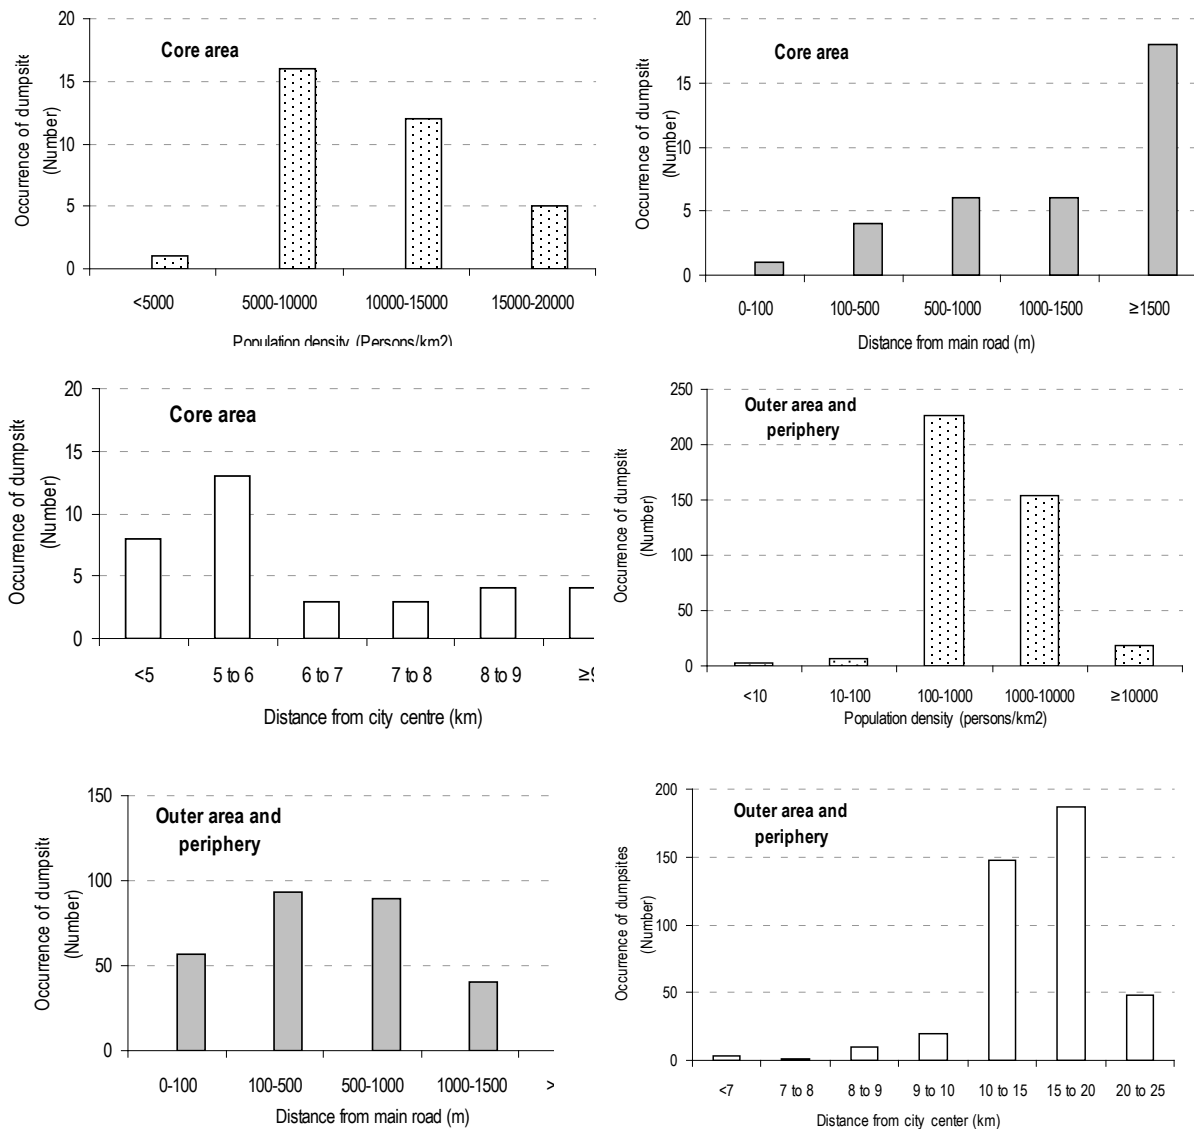 Core area
Occurrence of dumpsite
(Number)
20
15
10
5
0
<5000
5000-10000
10000-15000
15000-20000
Population density (Persons/km2)
Core area
Occurrence of dumpsite
(Number)
20
15
10
5
0
0-100
100-500
500-1000
1000-1500
≥1500
Distance from main road (m)
Core area
Occurrence of dumpsite
(Number)
20
15
10
5
0
<5
5 to 6
6 to 7
7 to 8
8 to 9
≥9
Distance from city centre (km)
Outer area and
periphery
Occurrence of dumpsite
(Number)
250
200
150
100
50
0
<10
10-100
100-1000
1000-10000
≥10000
Population density (persons/km2)
Outer area and
periphery
Occurrence of dumpsite
(Number)
150
100
50
0
0-100
100-500
500-1000
1000-1500
>
Distance from main road (m)
Outer area and
periphery
Occurrence of dumpsites
(Number)
200
150
100
50
0
<7
7 to 8
8 to 9
9 to 10
10 to 15
15 to 20
20 to 25
Distance from city center (km)